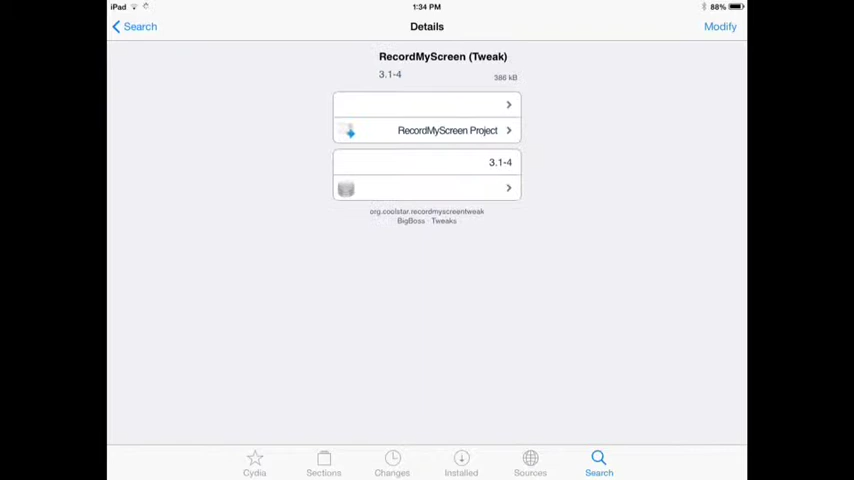 iPad
1:34 PM
88%
Search
Details
Modify
RecordMyScreen (Tweak)
3.1-4
386 kB
RecordMyScreen Project
3.1-4
org.coolstar.recordmyscreentweak
BigBoss · Tweaks
Cydia
Sections
Changes
Installed
Sources
Search